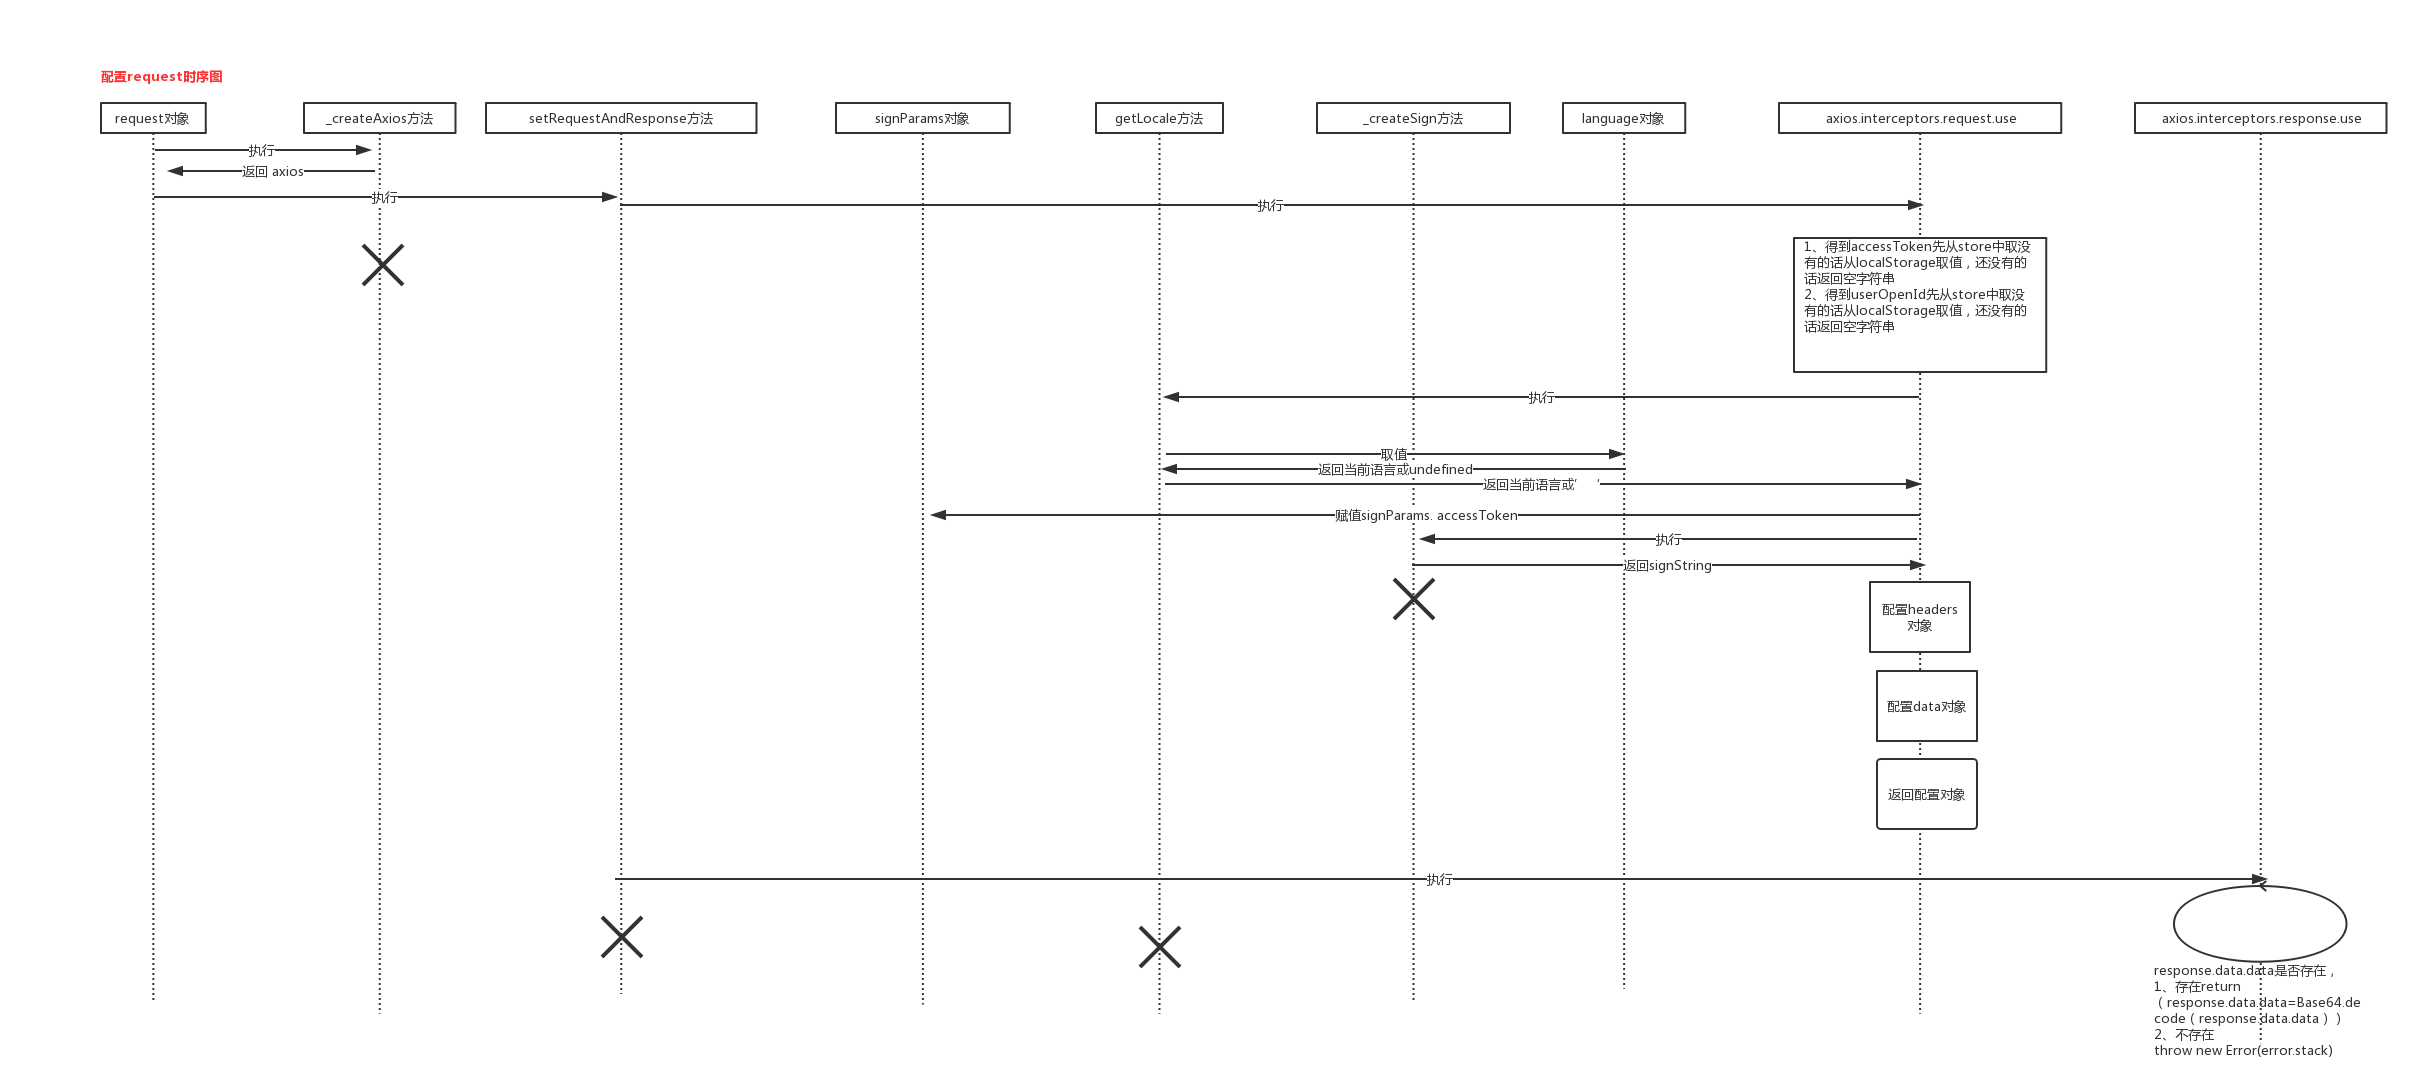 配置request时序图
request对象
_createAxios方法
setRequestAndResponse方法
signParams对象
getLocale方法
_createSign方法
language对象
axios.interceptors.request.use
axios.interceptors.response.use
执行
返回 axios
执行
执行
1、得到accessToken先从store中取没
有的话从localStorage取值，还没有的
话返回空字符串
2、得到userOpenId先从store中取没
有的话从localStorage取值，还没有的
话返回空字符串
执行
取值
返回当前语言或undefined
返回当前语言或’ ‘
赋值signParams. accessToken
执行
返回signString
配置headers
对象
配置data对象
返回配置对象
执行
response.data.data是否存在，
1、存在return
（response.data.data=Base64.de
code（response.data.data））
2、不存在
throw new Error(error.stack)